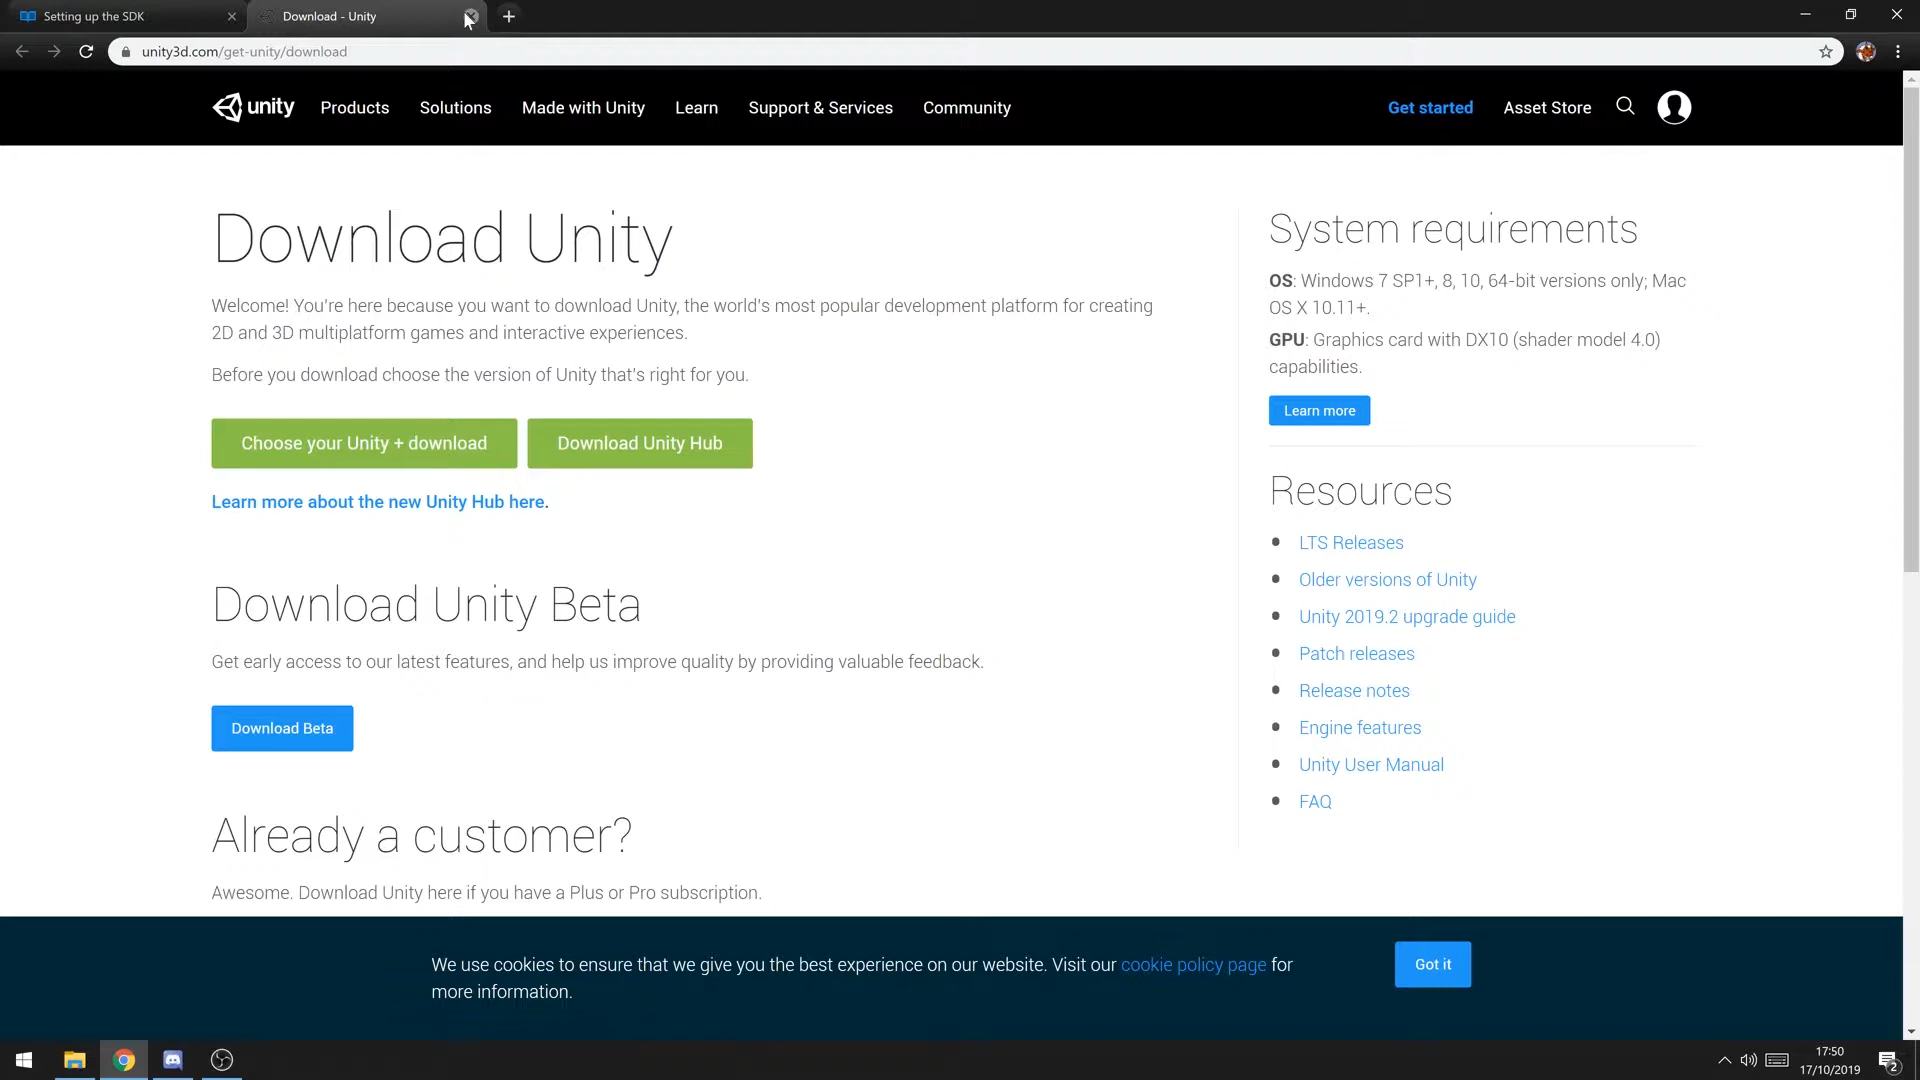 Setting up the SDK
Download - Unity
unity3d.com/get-unity/download
unity
Products
Solutions
Made with Unity
Learn
Support & Services
Community
Get started
Asset Store
Download Unity
Welcome! You're here because you want to download Unity, the world's most popular development platform for creating
2D and 3D multiplatform games and interactive experiences.
Before you download choose the version of Unity that's right for you.
Choose your Unity + download
Download Unity Hub
Learn more about the new Unity Hub here.
Download Unity Beta
Get early access to our latest features, and help us improve quality by providing valuable feedback.
Download Beta
Already a customer?
Awesome. Download Unity here if you have a Plus or Pro subscription.
System requirements
OS: Windows 7 SP1+, 8, 10, 64-bit versions only; Mac
OS X 10.11+.
GPU: Graphics card with DX10 (shader model 4.0)
capabilities.
Learn more
Resources
LTS Releases
Older versions of Unity
Unity 2019.2 upgrade guide
Patch releases
Release notes
Engine features
Unity User Manual
FAQ
We use cookies to ensure that we give you the best experience on our website. Visit our cookie policy page for
more information.
Got it
17:50
17/10/2019
2